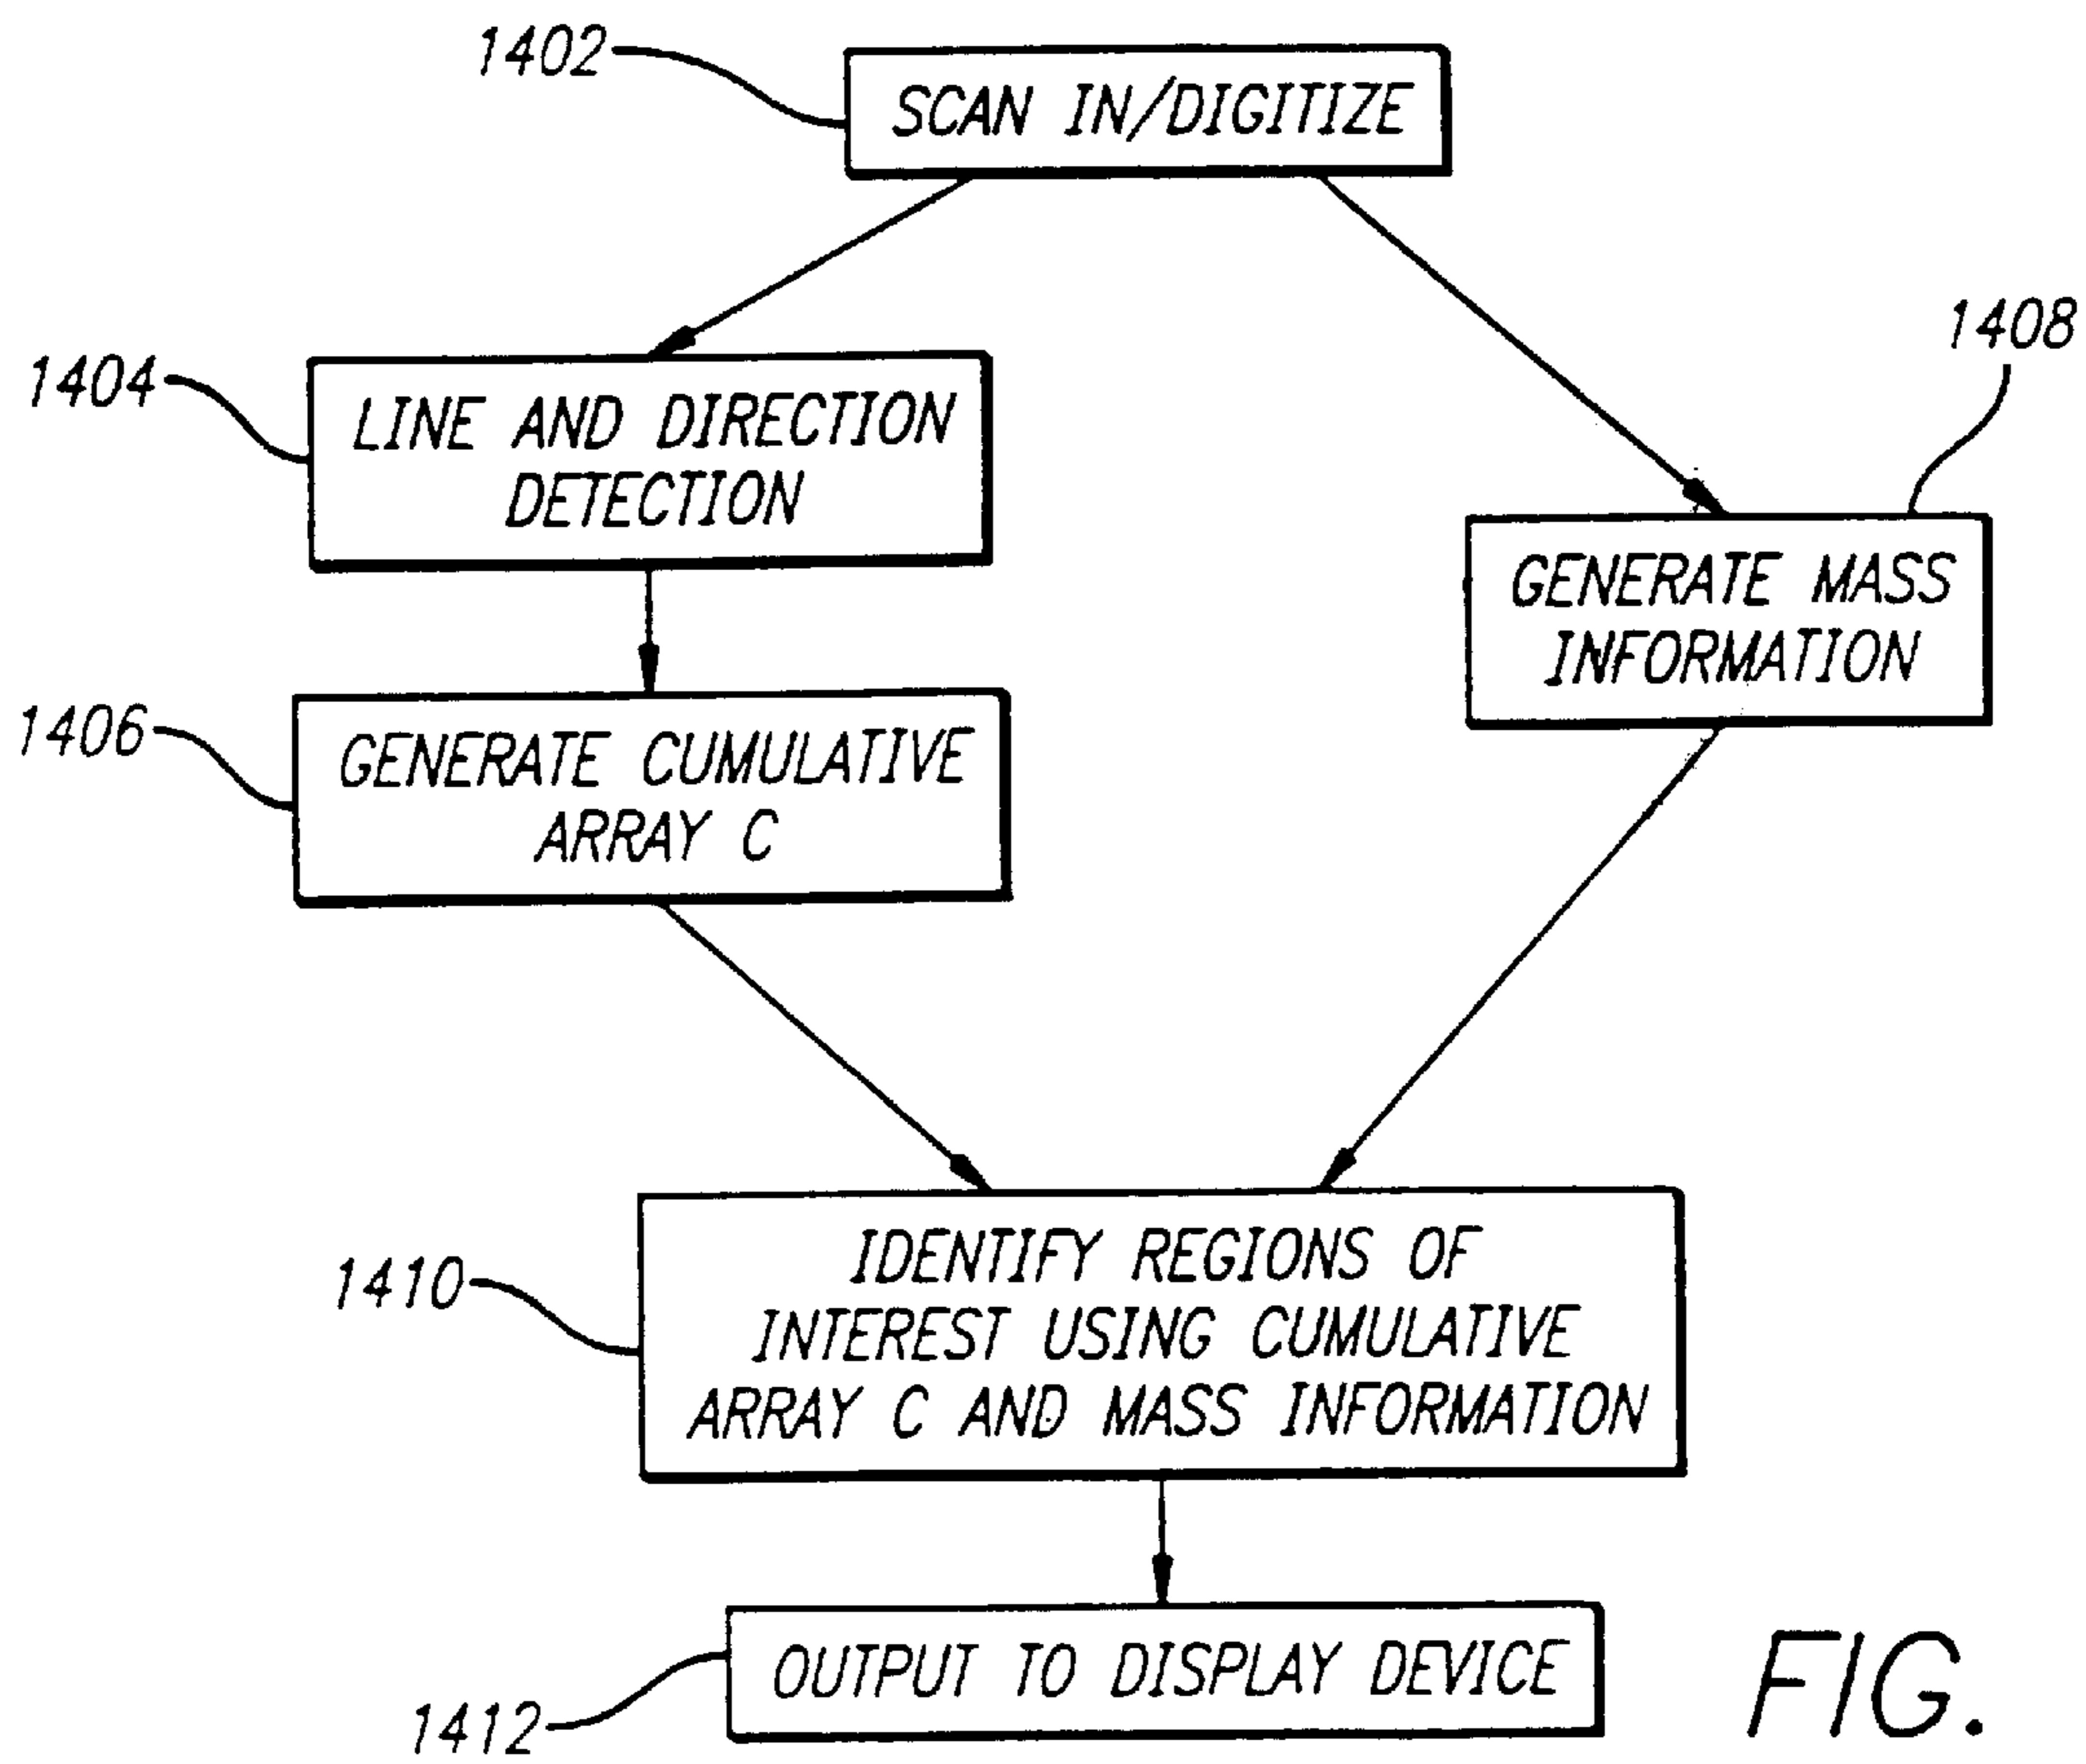 1402
SCAN IN/DIGITIZE
1404
LINE AND DIRECTION
DETECTION
1408
GENERATE MASS
INFORMATION
1406
GENERATE CUMULATIVE
ARRAY C
1410
IDENTIFY REGIONS OF
INTEREST USING CUMULATIVE
ARRAY C AND MASS INFORMATION
1412
OUTPUT TO DISPLAY DEVICE
FIG.